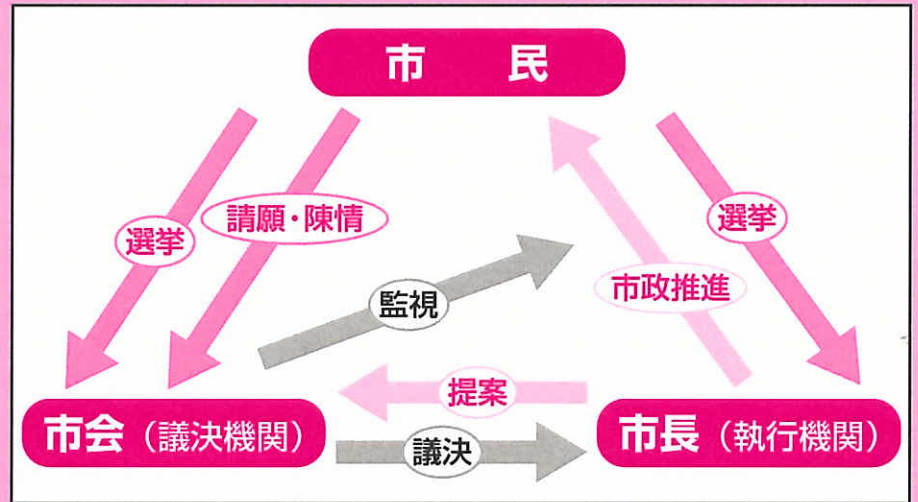 市　民
選挙
請願・陳情
選挙
監視
市政推進
提案
市会（議決機関）
議決
市長（執行機関）